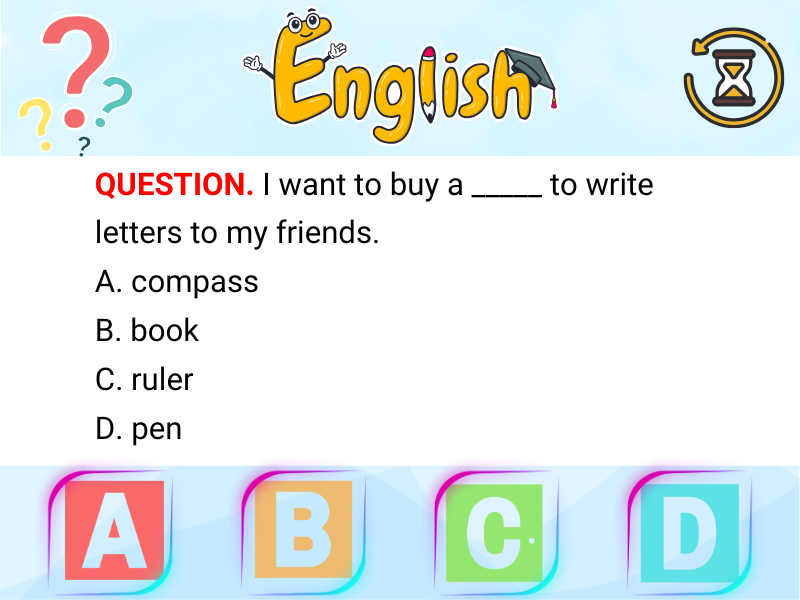 English
QUESTION. I want to buy a _____ to write
letters to my friends.
A. compass
B. book
C. ruler
D. pen
A B C D